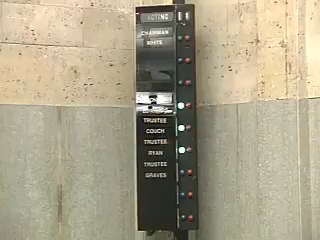 VOTING
CHAIRMAN
WHITE
TRUSTEE
COUCH
TRUSTEE
RYAN
TRUSTEE
GRAVES